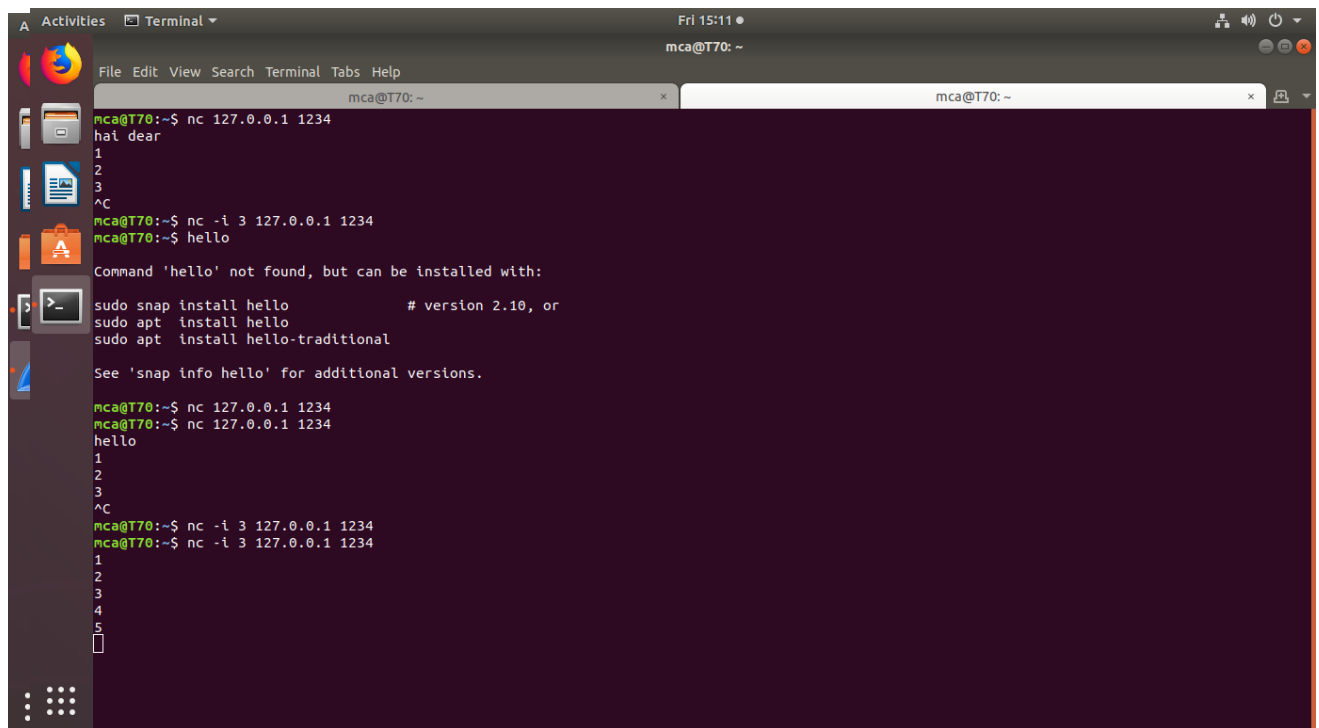 A
Activities Terminal Fri 15:11
mca@T70: ~
File Edit View Search Terminal Tabs Help
mca@T70: ~ × mca@T70: ~ ×
mca@T70:~$ nc 127.0.0.1 1234
hai dear
1
2
3
^C
mca@T70:~$ nc -i 3 127.0.0.1 1234
mca@T70:~$ hello
Command 'hello' not found, but can be installed with:
sudo snap install hello # version 2.10, or
sudo apt install hello
sudo apt install hello-traditional
See 'snap info hello' for additional versions.
mca@T70:~$ nc 127.0.0.1 1234
mca@T70:~$ nc 127.0.0.1 1234
hello
1
2
3
^C
mca@T70:~$ nc -i 3 127.0.0.1 1234
mca@T70:~$ nc -i 3 127.0.0.1 1234
1
2
3
4
5